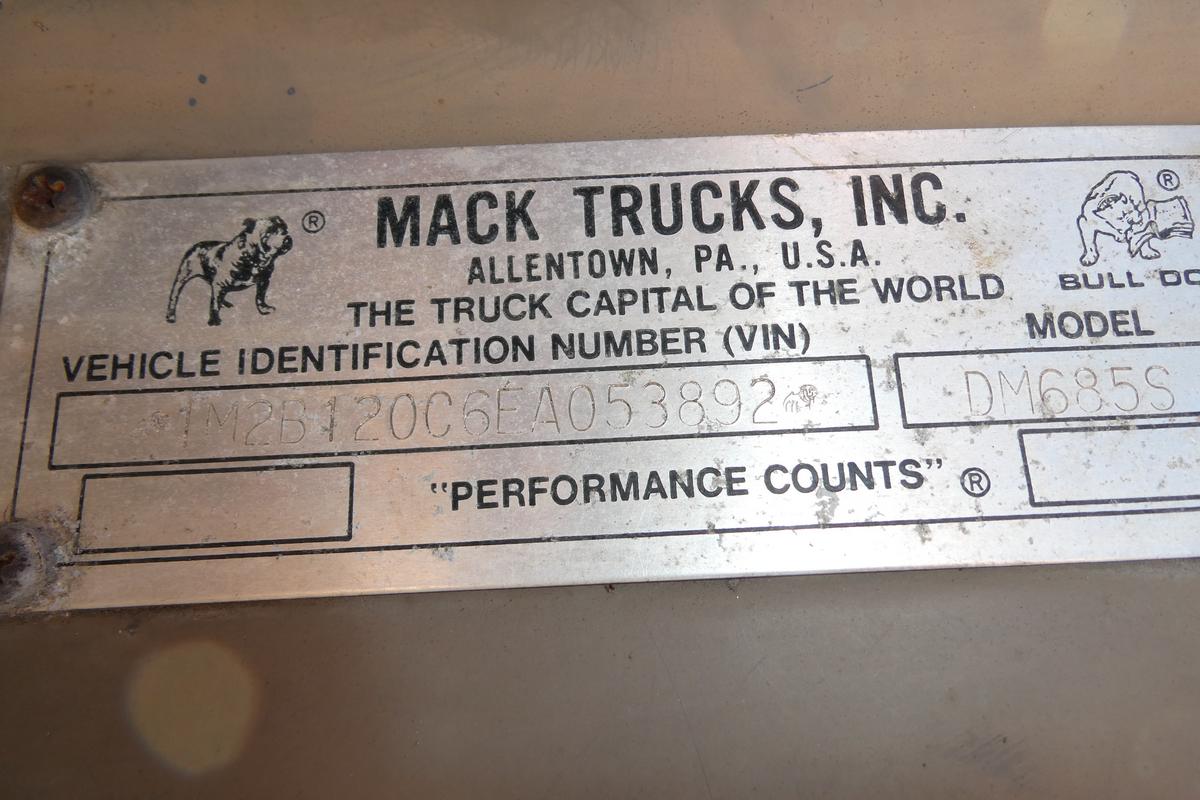 ®
MACK TRUCKS, INC.
®
ALLENTOWN, PA., U.S.A.
BULL DO
THE TRUCK CAPITAL OF THE WORLD
VEHICLE IDENTIFICATION NUMBER (VIN)
MODEL
1M2B120C6EA053892
DM685S
"PERFORMANCE COUNTS" ®